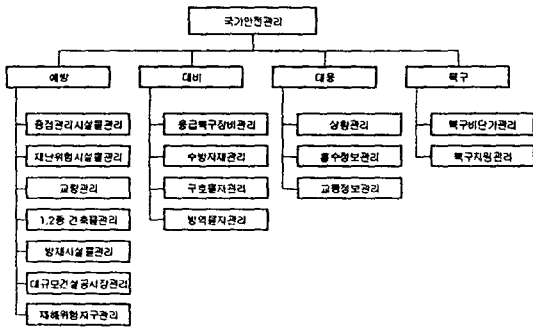 국가안전관리
예방
대비
대응
복구
중점관리시설물관리
재난위험시설물관리
교량관리
1,2종 건축물관리
방재시설물관리
대규모건설공사장관리
재해위험지구관리
응급복구장비관리
수방자재관리
구호물자관리
방역물자관리
상황관리
홍수정보관리
교통정보관리
복구비단가관리
복구지원관리